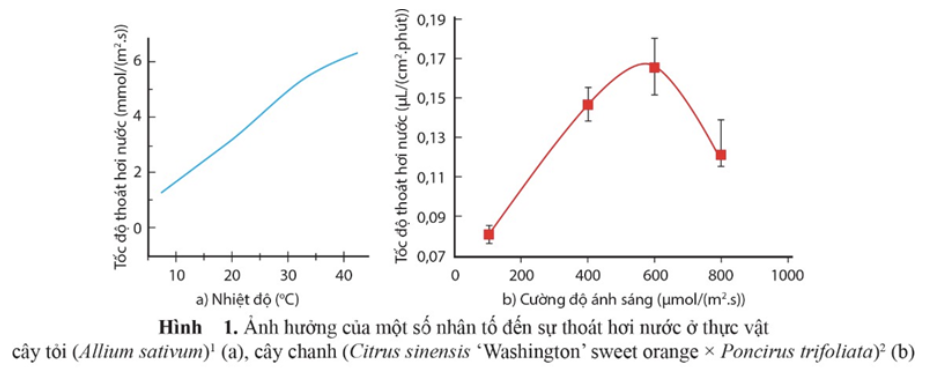 Tốc độ thoát hơi nước (mmol/(m².s))
6
4
2
0
10 20 30 40
a) Nhiệt độ (°C)
Tốc độ thoát hơi nước (µL/(cm².phút))
0,19
0,17
0,15
0,13
0,11
0,09
0,07
0 200 400 600 800 1000
b) Cường độ ánh sáng (µmol/(m².s))
Hình 1. Ảnh hưởng của một số nhân tố đến sự thoát hơi nước ở thực vật
cây tỏi (Allium sativum)¹ (a), cây chanh (Citrus sinensis ‘Washington’ sweet orange × Poncirus trifoliata)² (b)